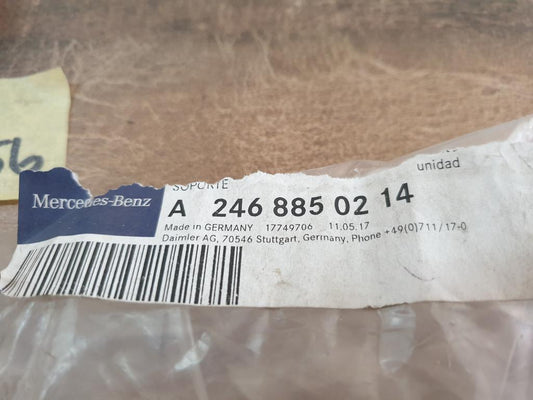 unidad
SOPORTE
Mercedes-Benz
A 246 885 02 14
Made in GERMANY 17749706 11.05.17
Daimler AG, 70546 Stuttgart, Germany, Phone +49(0)711/17-0
56